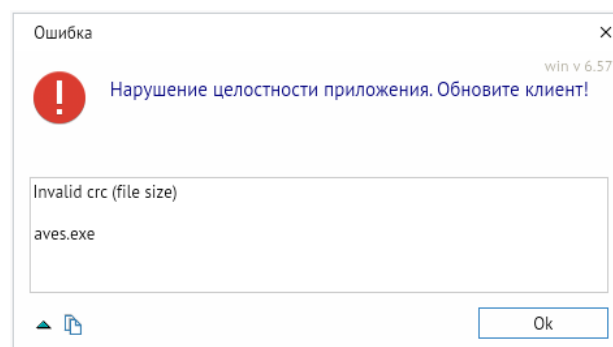 Ошибка
win v 6.57
Нарушение целостности приложения. Обновите клиент!
Invalid crc (file size)
aves.exe
Ok